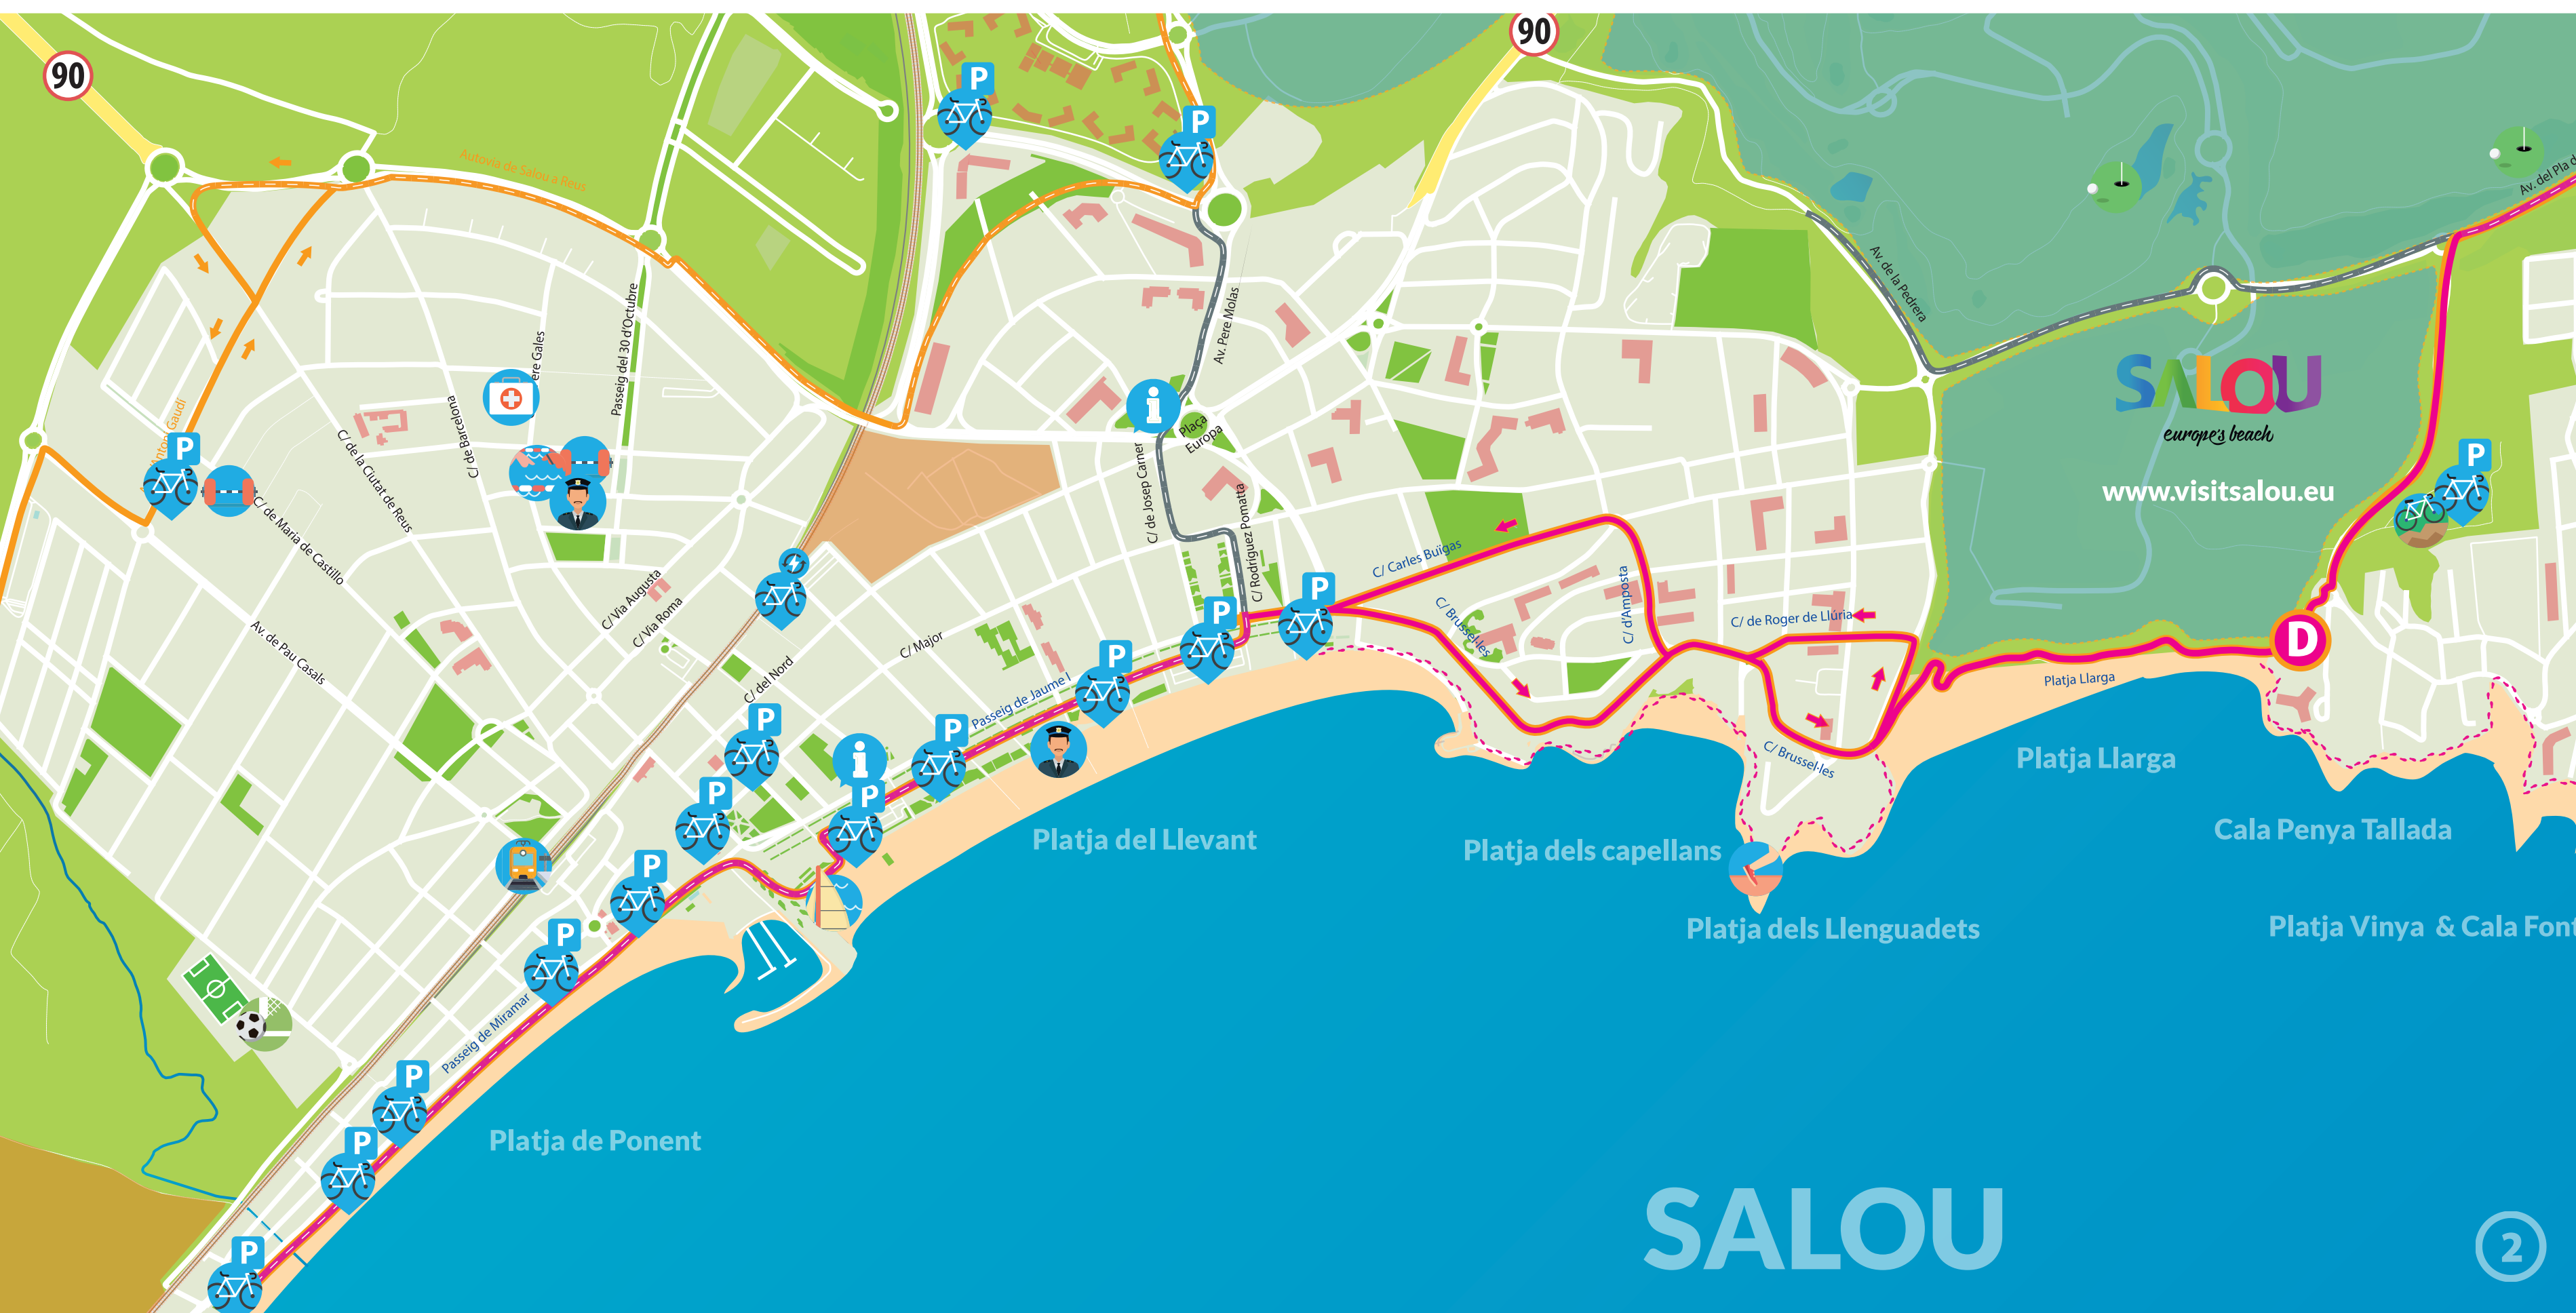 90
90
P
P
Autovia de Salou a Reus
Av. del Pla d
Av. de la Pedrera
Passeig del 30 d'Octubre
Av. Pere Molas
ere Gales
SALOU
europe's beach
www.visitsalou.eu
i
Plaça
Europa
Antoni Gaudí
C/ de Barcelona
C/ de la Ciutat de Reus
P
P
C/ de Maria de Castillo
C/ de Josep Carner
C/ Rodríguez Pomatta
C/ Carles Buïgas
C/ d'Amposta
C/ Brussel·les
C/ de Roger de Llúria
P
P
D
C/ Via Augusta
C/ Via Roma
Av. de Pau Casals
C/ Major
C/ del Nord
P
Passeig de Jaume I
Platja Llarga
Platja Llarga
C/ Brussel·les
P
P
i
P
P
Platja del Llevant
Platja dels capellans
Cala Penya Tallada
P
P
Platja dels Llenguadets
Platja Vinya & Cala Font
Passeig de Miramar
P
P
P
Platja de Ponent
SALOU
2